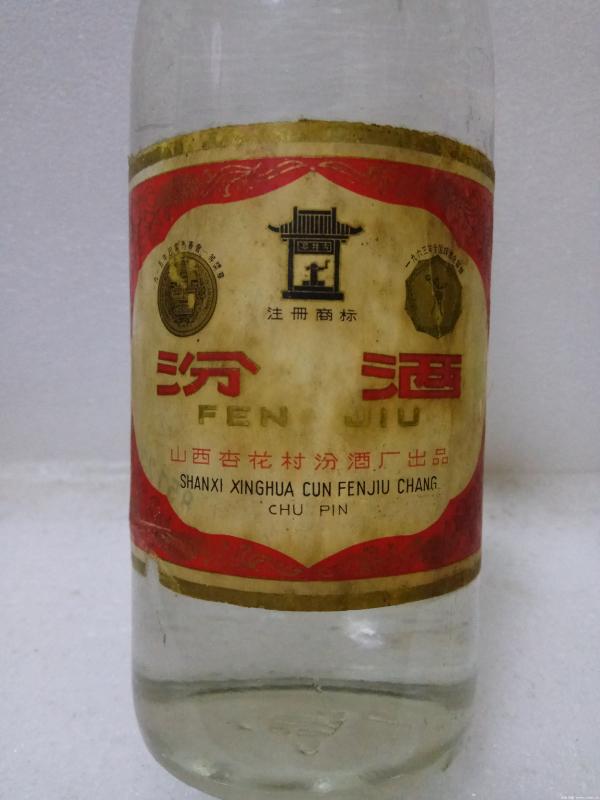 注册商标
汾酒
FEN JIU
山西杏花村汾酒厂出品
SHANXI XINGHUA CUN FENJIU CHANG
CHU PIN